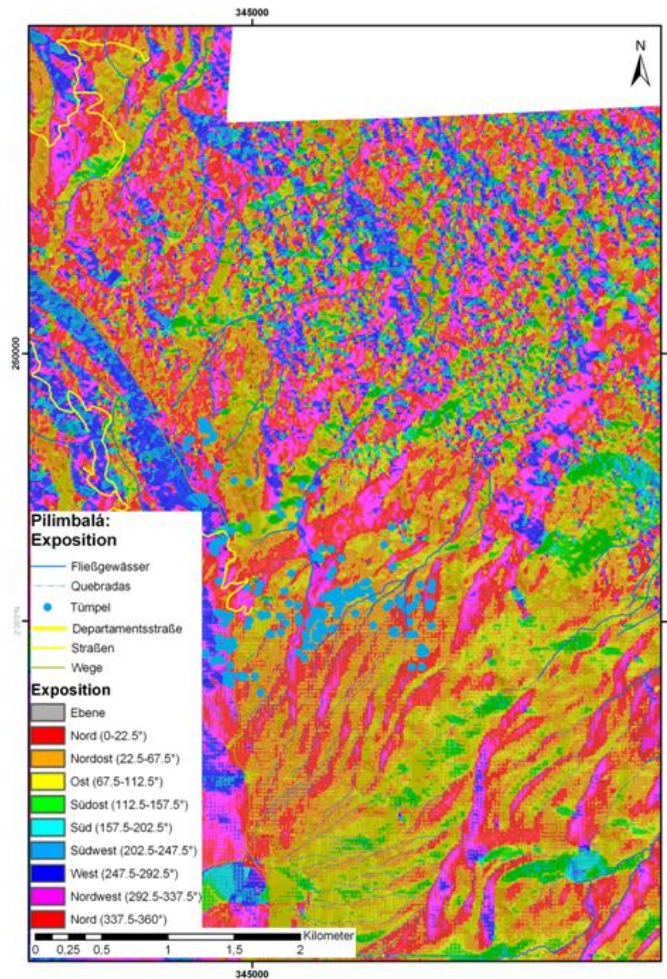 345000
N
260000
Pilimbalá:
Exposition
Fließgewässer
Quebradas
Tümpel
Departamentsstraße
Straßen
Wege
Exposition
Ebene
Nord (0-22.5°)
Nordost (22.5-67.5°)
Ost (67.5-112.5°)
Südost (112.5-157.5°)
Süd (157.5-202.5°)
Südwest (202.5-247.5°)
West (247.5-292.5°)
Nordwest (292.5-337.5°)
Nord (337.5-360°)
Kilometer
0 0,25 0,5 1 1,5 2
345000